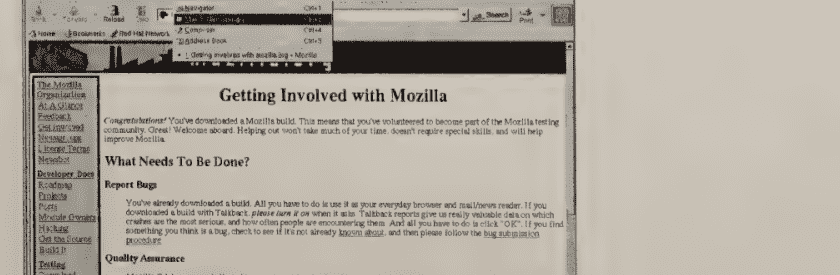 Navigator Ctrl+1
Composer Ctrl+4
Address Book Ctrl+5
Getting Involved with mozilla.org - Mozilla
Reload
Search
Print
Home Bookmarks Red Hat Network
The Mozilla
Organization
At A Glance
Feedback
Get Involved
License Terms
Newsbot
Developer Docs
Roadmap
Projects
Ports
Module Owners
Hacking
Get the Source
Build It
Testing
Download
Getting Involved with Mozilla
Congratulations! You've downloaded a Mozilla build. This means that you've volunteered to become part of the Mozilla testing
community. Great! Welcome aboard. Helping out won't take much of your time, doesn't require special skills, and will help
improve Mozilla.
What Needs To Be Done?
Report Bugs
You've already downloaded a build. All you have to do is use it as your everyday browser and mail/news reader. If you
downloaded a build with Talkback, please turn it on when it asks. Talkback reports give us really valuable data on which
crashes are the most serious, and how often people are encountering them. And all you have to do is click "OK". If you find
something you think is a bug, check to see if it's not already known about, and then please follow the bug submission
procedure
Quality Assurance